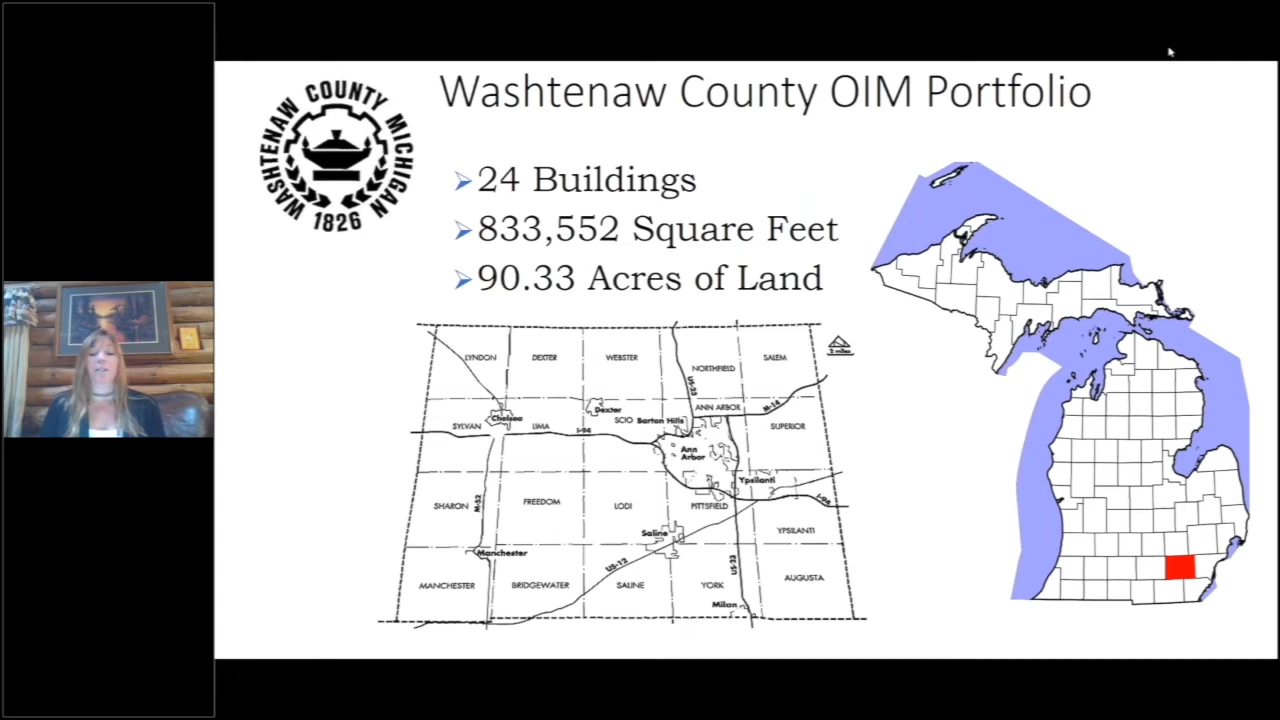 Washtenaw County OIM Portfolio
WASHTENAW COUNTY MICHIGAN
1826
24 Buildings
833,552 Square Feet
90.33 Acres of Land
LYNDON
DEXTER
WEBSTER
NORTHFIELD
SALEM
2 miles
US-23
M-14
Chelsea
Dexter
SCIO
Barton Hills
ANN ARBOR
SYLVAN
LIMA
I-94
SUPERIOR
Ann
Arbor
Ypsilanti
SHARON
M-52
FREEDOM
LODI
PITTSFIELD
I-94
Saline
YPSILANTI
Manchester
US-12
US-23
MANCHESTER
BRIDGEWATER
SALINE
YORK
AUGUSTA
Milan